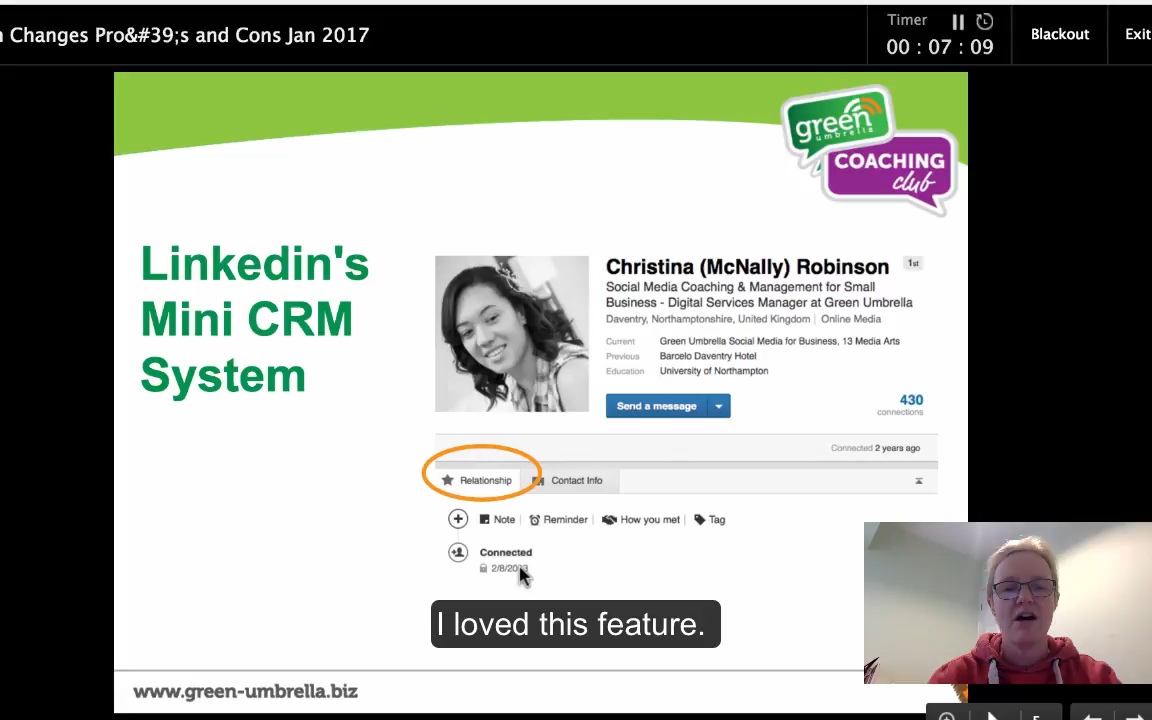 n Changes Pro&#39;s and Cons Jan 2017
Timer
00 : 07 : 09
Blackout
Exit
green
umbrella
COACHING
club
Linkedin's
Mini CRM
System
Christina (McNally) Robinson 1st
Social Media Coaching & Management for Small
Business - Digital Services Manager at Green Umbrella
Daventry, Northamptonshire, United Kingdom | Online Media
Current Green Umbrella Social Media for Business, 13 Media Arts
Previous Barcelo Daventry Hotel
Education University of Northampton
Send a message
430
connections
Connected 2 years ago
Relationship Contact Info
Note | Reminder | How you met | Tag
Connected
I loved this feature.
www.green-umbrella.biz